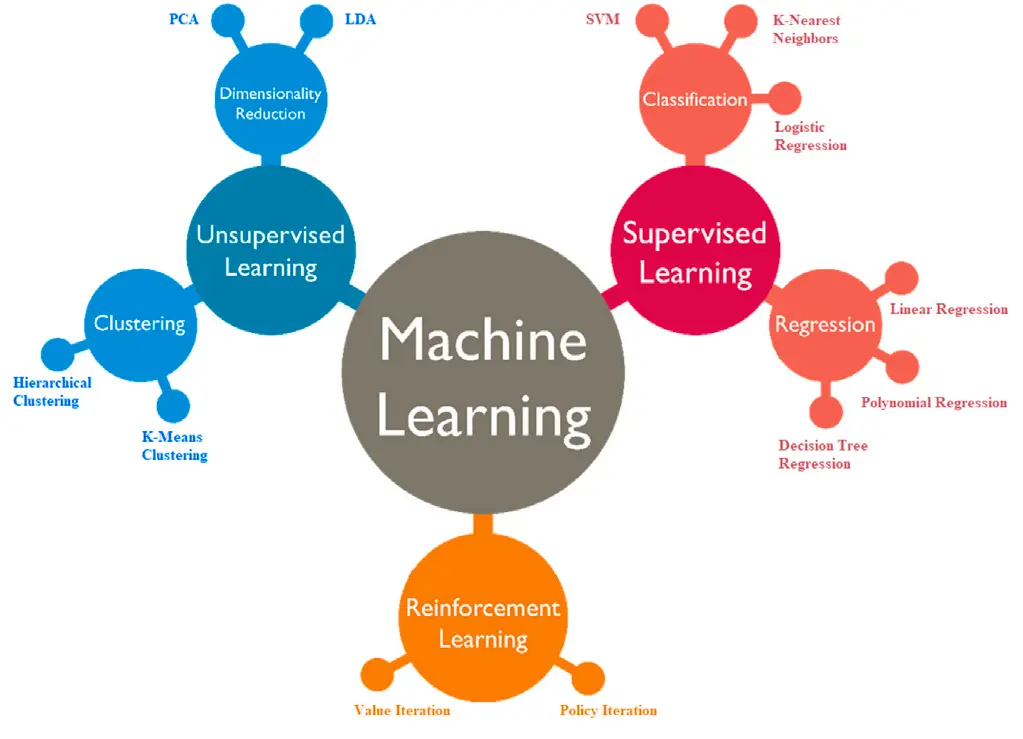 PCA
LDA
Dimensionality
Reduction
Unsupervised
Learning
Clustering
Hierarchical
Clustering
K-Means
Clustering
SVM
K-Nearest
Neighbors
Classification
Logistic
Regression
Supervised
Learning
Regression
Linear Regression
Polynomial Regression
Decision Tree
Regression
Machine
Learning
Reinforcement
Learning
Value Iteration
Policy Iteration